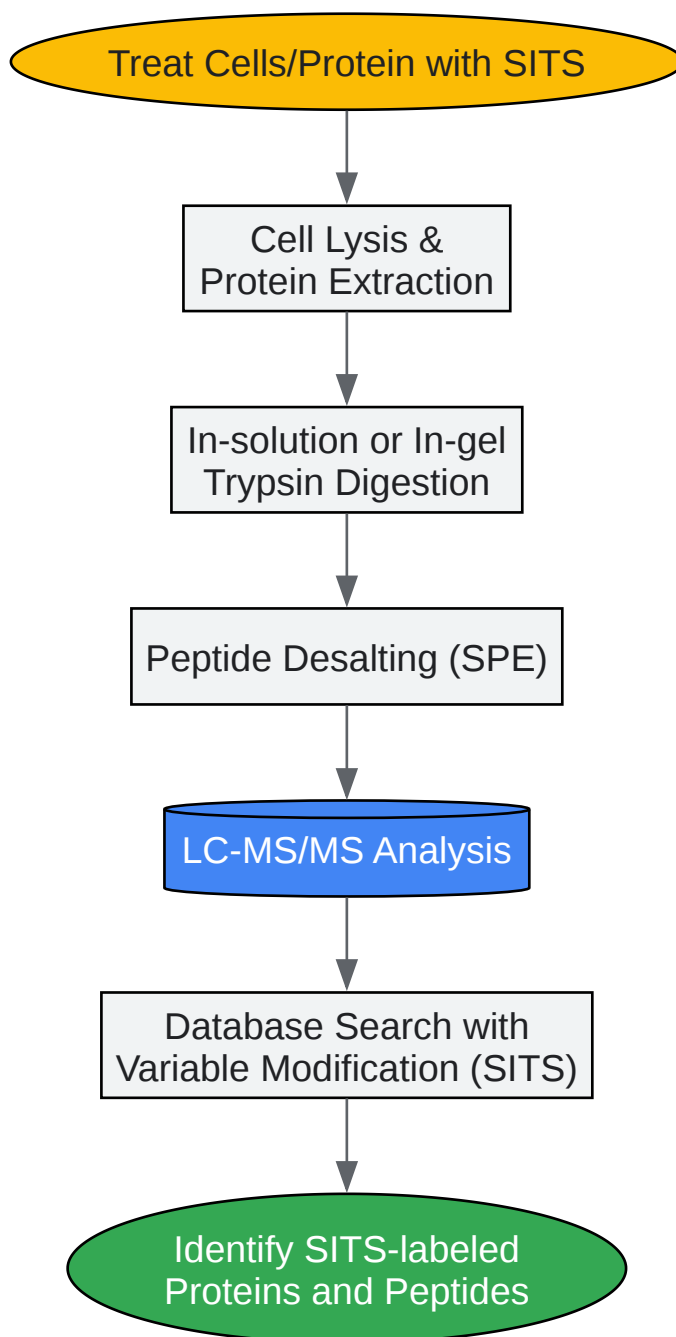 Treat Cells/Protein with SITS
Cell Lysis &
Protein Extraction
In-solution or In-gel
Trypsin Digestion
Peptide Desalting (SPE)
LC-MS/MS Analysis
Database Search with
Variable Modification (SITS)
Identify SITS-labeled
Proteins and Peptides